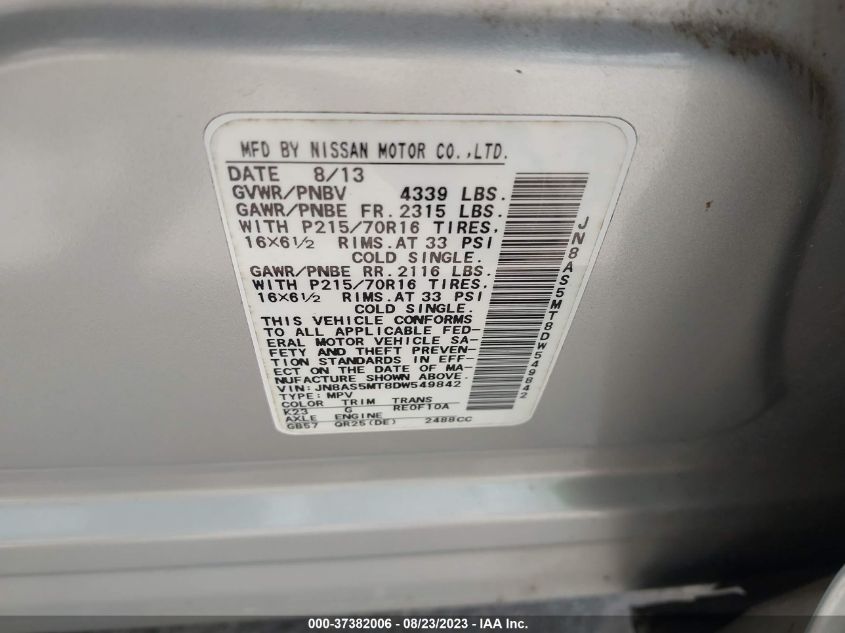 MFD BY NISSAN MOTOR CO.,LTD.
DATE 8/13
GVWR/PNBV 4339 LBS.
GAWR/PNBE FR. 2315 LBS.
WITH P215/70R16 TIRES.
16×6½ RIMS.AT 33 PSI
COLD SINGLE.
GAWR/PNBE RR. 2116 LBS.
WITH P215/70R16 TIRES.
16×6½ RIMS.AT 33 PSI
COLD SINGLE.
THIS VEHICLE CONFORMS
TO ALL APPLICABLE FED-
ERAL MOTOR VEHICLE SA-
FETY AND THEFT PREVEN-
TION STANDARDS IN EFF-
ECT ON THE DATE OF MA-
NUFACTURE SHOWN ABOVE.
VIN: JN8AS5MT8DW549842
TYPE: MPV
COLOR TRIM TRANS
K23 G RE0F10A
AXLE ENGINE
GB57 QR25(DE) 2488CC
JN8AS5MT8DW549842
000-37382006 - 08/23/2023 - IAA Inc.